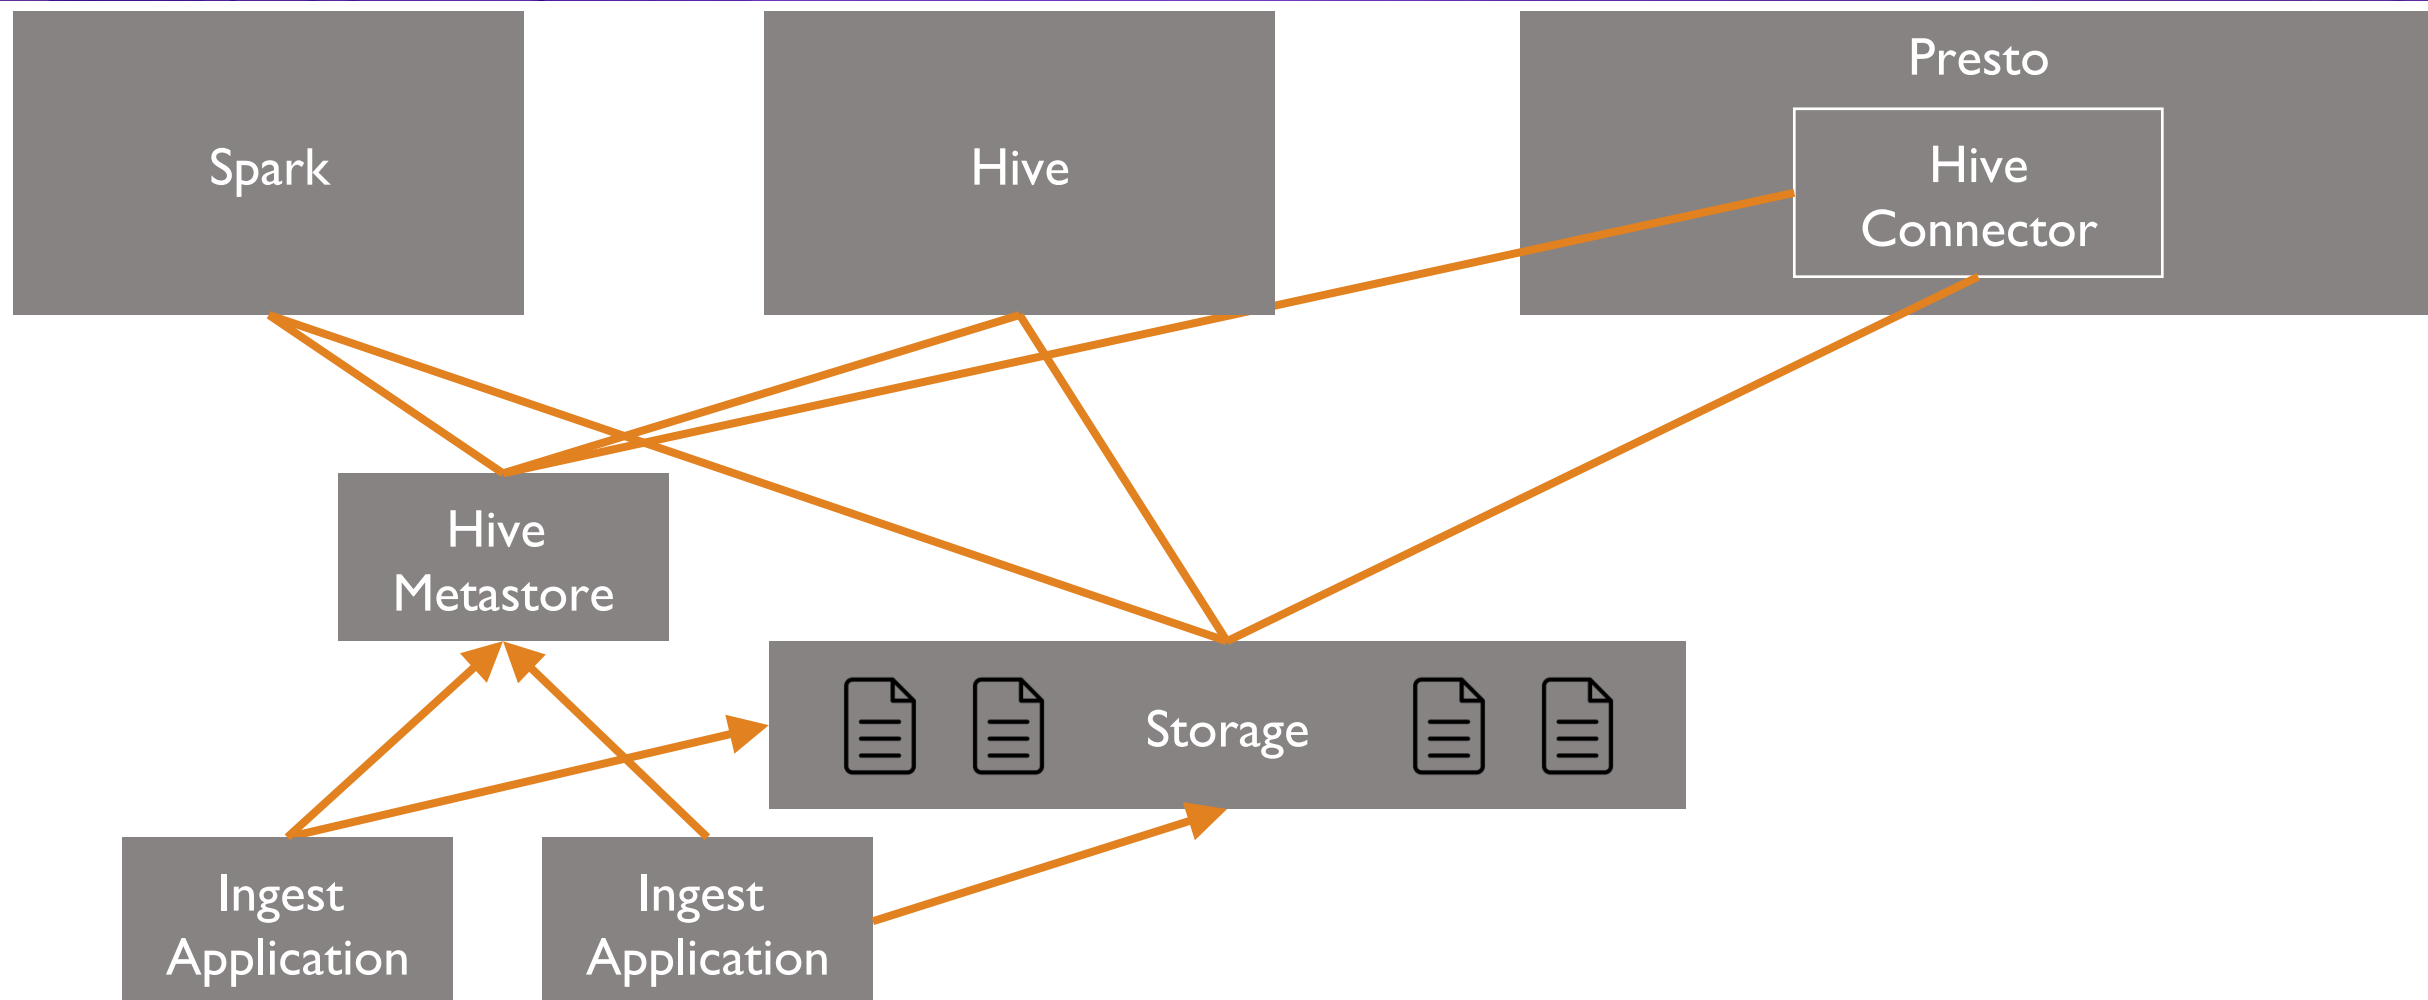 Spark
Hive
Presto
Hive
Connector
Hive
Metastore
Storage
Ingest
Application
Ingest
Application